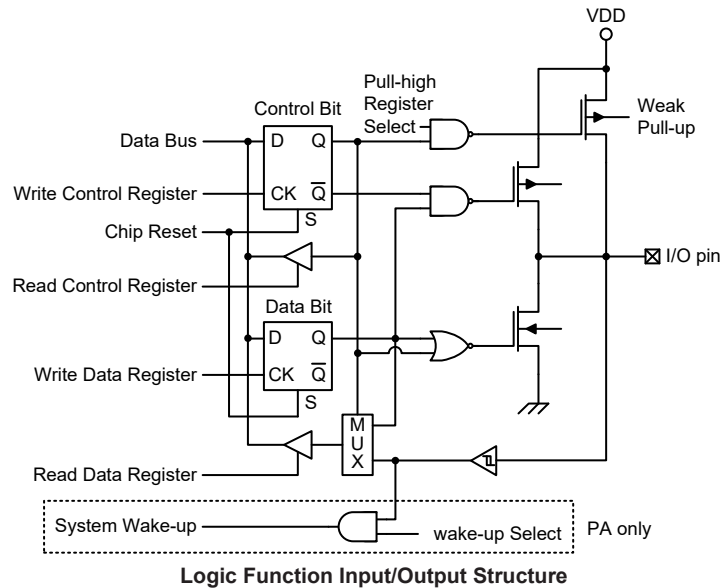 VDD
Pull-high
Register
Select
Control Bit
Weak
Pull-up
Data Bus
D
Q
Write Control Register
CK
Q
S
Chip Reset
I/O pin
Read Control Register
Data Bit
D
Q
Write Data Register
CK
Q
S
M
U
X
Read Data Register
System Wake-up
wake-up Select
PA only
Logic Function Input/Output Structure